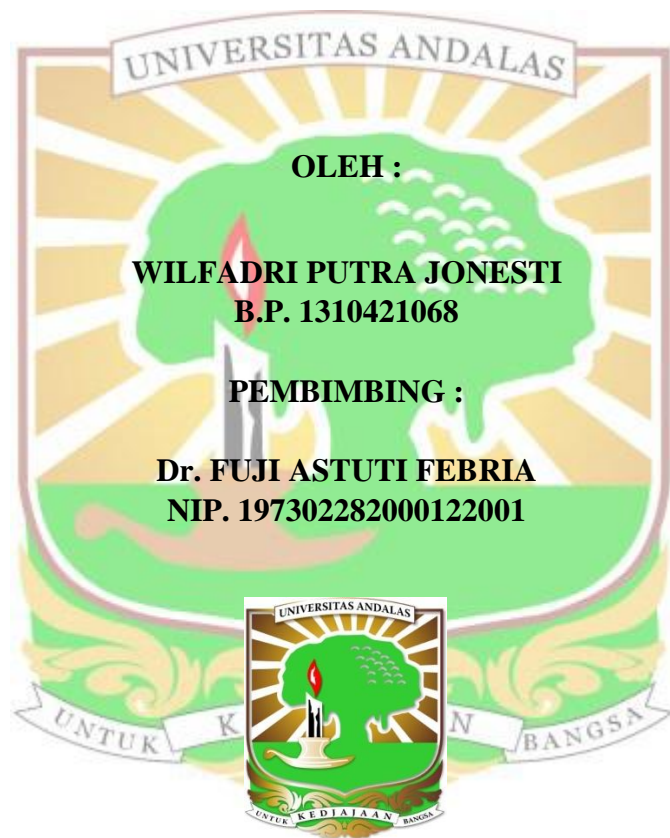 UNIVERSITAS ANDALAS
OLEH :
WILFADRI PUTRA JONESTI
B.P. 1310421068
PEMBIMBING :
Dr. FUJI ASTUTI FEBRIA
NIP. 197302282000122001
UNIVERSITAS ANDALAS
UNTUK K N BANGSA
UNTUK KEDJAJAAN BANGSA